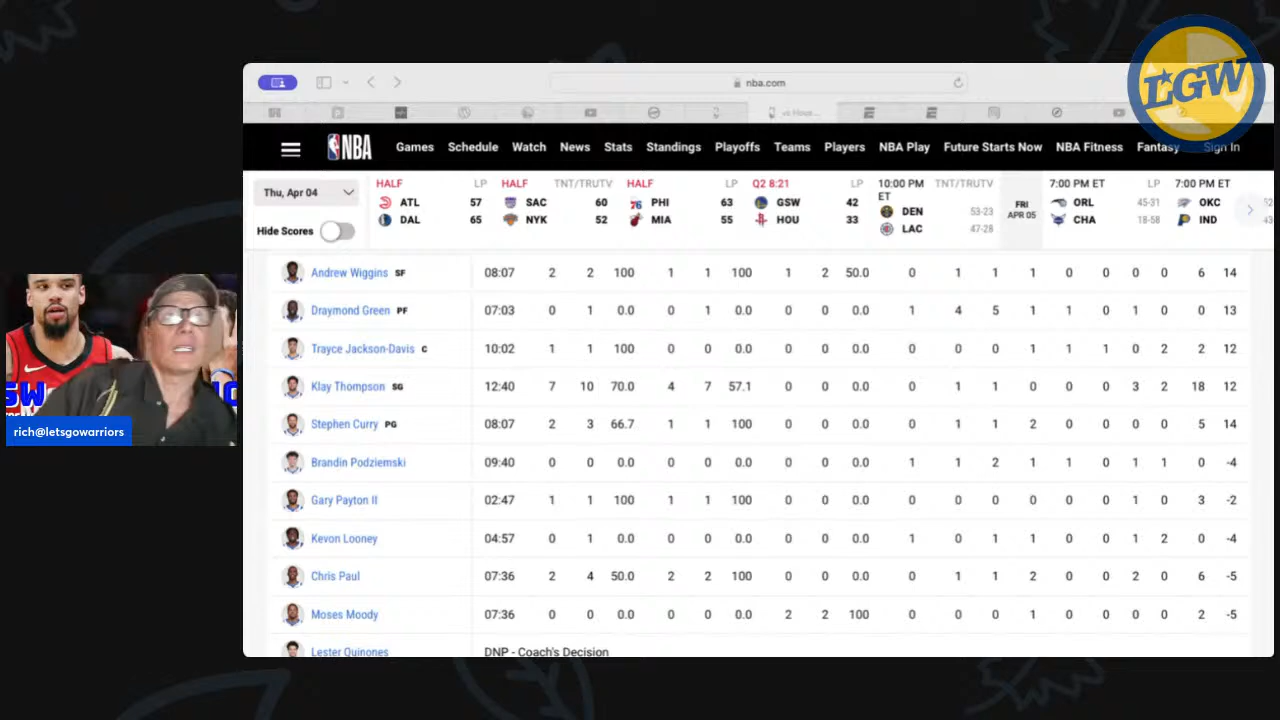 LGW
nba.com
vs Hous...
NBA Games Schedule Watch News Stats Standings Playoffs Teams Players NBA Play Future Starts Now NBA Fitness Fantasy Sign In
Thu, Apr 04
Hide Scores
HALF LP
ATL 57
DAL 65
HALF TNT/TRUTV
SAC 60
NYK 52
HALF LP
PHI 63
MIA 55
Q2 8:21 LP
GSW 42
HOU 33
10:00 PM ET TNT/TRUTV
DEN 53-23
LAC 47-28
FRI
APR 05
7:00 PM ET LP
ORL 45-31
CHA 18-58
7:00 PM ET
OKC
IND
Andrew Wiggins SF 08:07 2 2 100 1 1 100 1 2 50.0 0 1 1 1 0 0 0 0 6 14
Draymond Green PF 07:03 0 1 0.0 0 1 0.0 0 0 0.0 1 4 5 1 1 0 1 0 0 13
Trayce Jackson-Davis C 10:02 1 1 100 0 0 0.0 0 0 0.0 0 0 0 1 1 1 0 2 2 12
Klay Thompson SG 12:40 7 10 70.0 4 7 57.1 0 0 0.0 0 1 1 0 0 0 3 2 18 12
Stephen Curry PG 08:07 2 3 66.7 1 1 100 0 0 0.0 0 1 1 2 0 0 0 0 5 14
Brandin Podziemski 09:40 0 0 0.0 0 0 0.0 0 0 0.0 1 1 2 1 1 0 1 1 0 -4
Gary Payton II 02:47 1 1 100 1 1 100 0 0 0.0 0 0 0 0 0 0 1 0 3 -2
Kevon Looney 04:57 0 1 0.0 0 0 0.0 0 0 0.0 1 0 1 1 0 0 1 2 0 -4
Chris Paul 07:36 2 4 50.0 2 2 100 0 0 0.0 0 1 1 2 0 0 2 0 6 -5
Moses Moody 07:36 0 0 0.0 0 0 0.0 2 2 100 0 0 0 1 0 0 0 0 2 -5
Lester Quinones DNP - Coach's Decision
rich@letsgowarriors